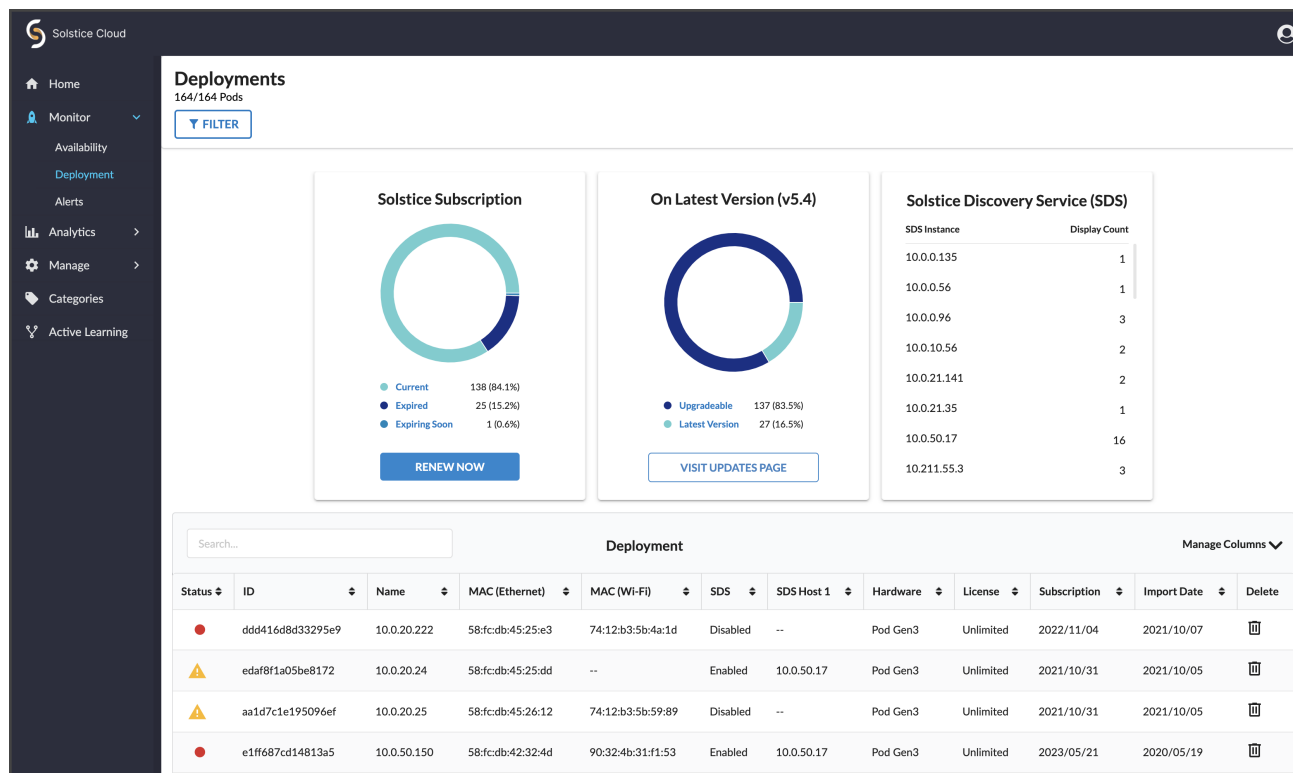 Solstice Cloud
Home
Monitor
Availability
Deployment
Alerts
Analytics
Manage
Categories
Active Learning
Deployments
164/164 Pods
FILTER
Solstice Subscription
Current 138 (84.1%)
Expired 25 (15.2%)
Expiring Soon 1 (0.6%)
RENEW NOW
On Latest Version (v5.4)
Upgradeable 137 (83.5%)
Latest Version 27 (16.5%)
VISIT UPDATES PAGE
Solstice Discovery Service (SDS)
SDS Instance Display Count
10.0.0.135 1
10.0.0.56 1
10.0.0.96 3
10.0.10.56 2
10.0.21.141 2
10.0.21.35 1
10.0.50.17 16
10.211.55.3 3
Search...
Deployment
Manage Columns
Status ID Name MAC (Ethernet) MAC (Wi-Fi) SDS SDS Host 1 Hardware License Subscription Import Date Delete
ddd416d8d33295e9 10.0.20.222 58:fc:db:45:25:e3 74:12:b3:5b:4a:1d Disabled -- Pod Gen3 Unlimited 2022/11/04 2021/10/07
edaf8f1a05be8172 10.0.20.24 58:fc:db:45:25:dd -- Enabled 10.0.50.17 Pod Gen3 Unlimited 2021/10/31 2021/10/05
aa1d7c1e195096ef 10.0.20.25 58:fc:db:45:26:12 74:12:b3:5b:59:89 Disabled -- Pod Gen3 Unlimited 2021/10/31 2021/10/05
e1ff687cd14813a5 10.0.50.150 58:fc:db:42:32:4d 90:32:4b:31:f1:53 Enabled 10.0.50.17 Pod Gen3 Unlimited 2023/05/21 2020/05/19